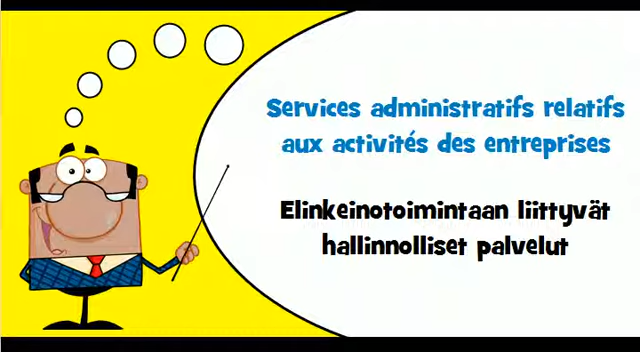 Services administratifs relatifs
aux activités des entreprises
Elinkeinotoimintaan liittyvät
hallinnolliset palvelut